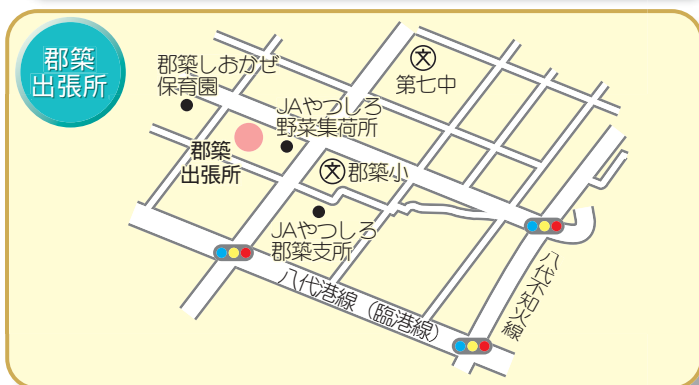 郡築
出張所
文
第七中
郡築しおかぜ
保育園
JAやつしろ
野菜集荷所
郡築
出張所
文郡築小
JAやつしろ
郡築支所
八代港線（臨港線）
八代不知火線